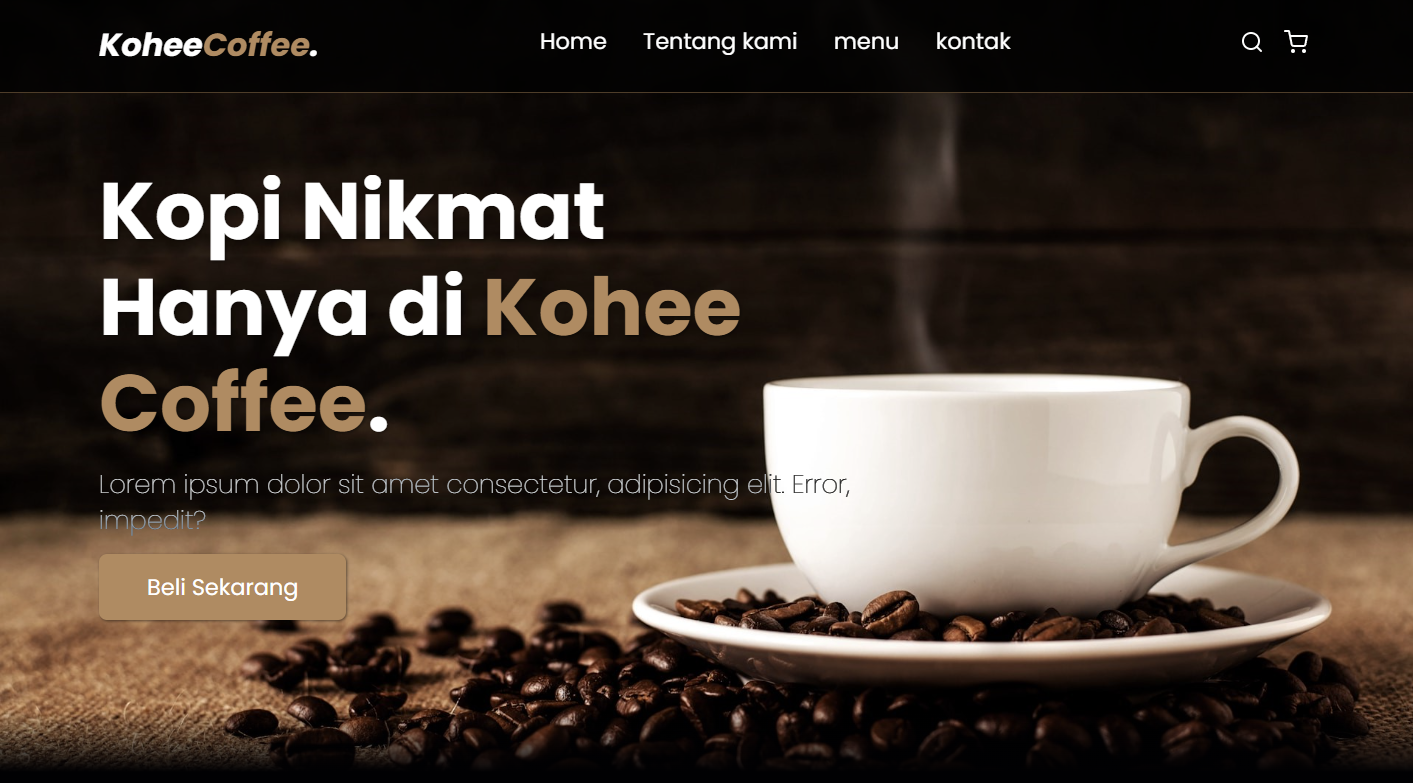 KoheeCoffee.
Home Tentang kami menu kontak
Kopi Nikmat
Hanya di Kohee
Coffee.
Lorem ipsum dolor sit amet consectetur, adipisicing elit. Error,
impedit?
Beli Sekarang